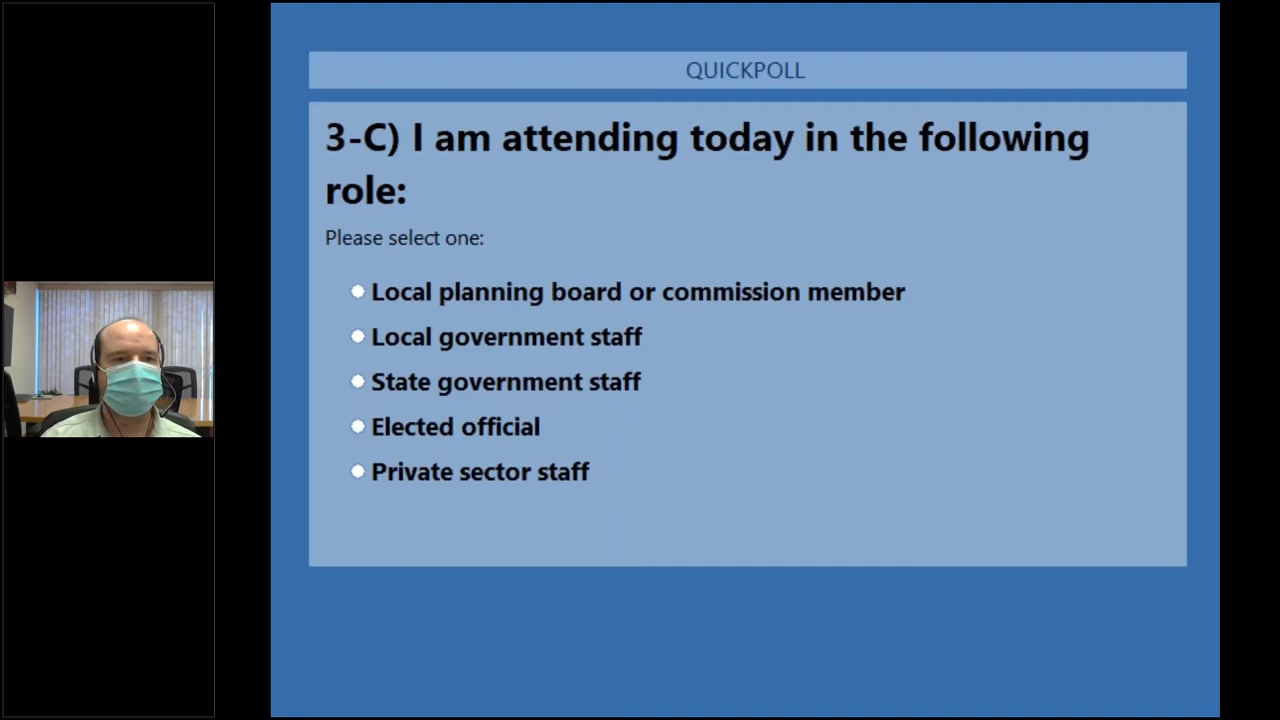 QUICKPOLL
3-C) I am attending today in the following
role:
Please select one:
Local planning board or commission member
Local government staff
State government staff
Elected official
Private sector staff